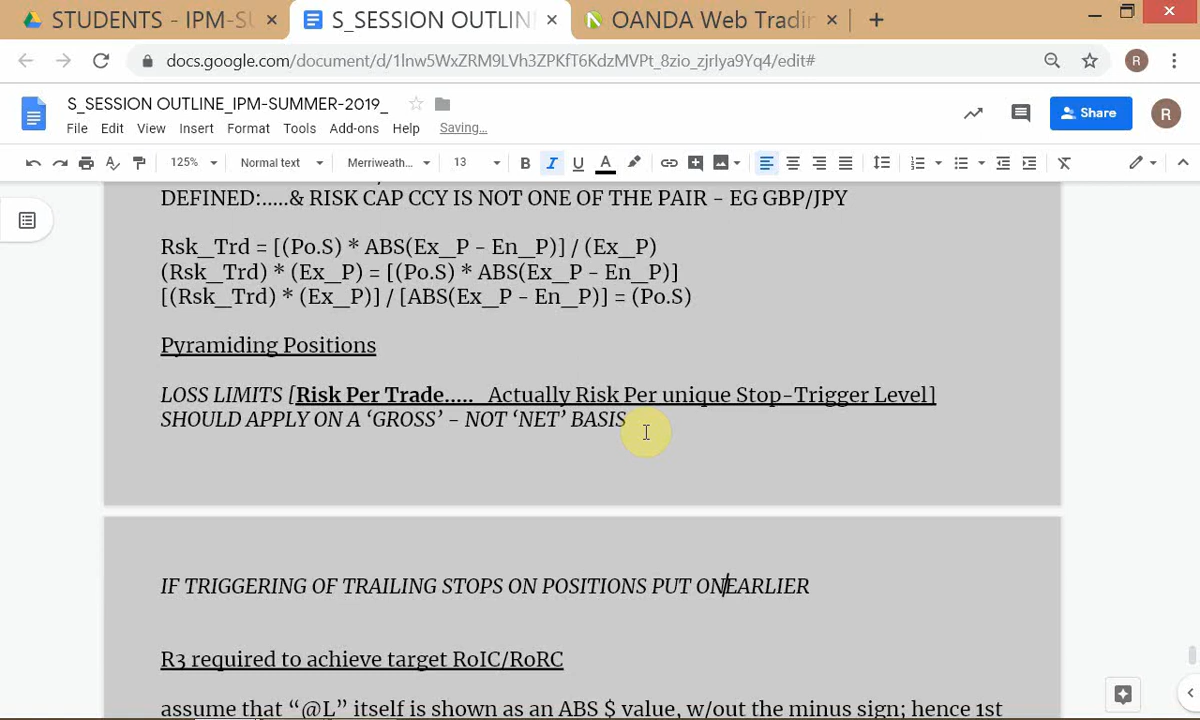 STUDENTS - IPM-SU
S_SESSION OUTLIN
OANDA Web Tradin
docs.google.com/document/d/1lnw5WxZRM9LVh3ZPKfT6KdzMVPt_8zio_zjrIya9Yq4/edit#
R
S_SESSION OUTLINE_IPM-SUMMER-2019_
File Edit View Insert Format Tools Add-ons Help Saving...
Share
R
125% Normal text Merriweath... 13 B I U A
DEFINED:.....& RISK CAP CCY IS NOT ONE OF THE PAIR - EG GBP/JPY
Rsk_Trd = [(Po.S) * ABS(Ex_P - En_P)] / (Ex_P)
(Rsk_Trd) * (Ex_P) = [(Po.S) * ABS(Ex_P - En_P)]
[(Rsk_Trd) * (Ex_P)] / [ABS(Ex_P - En_P)] = (Po.S)
Pyramiding Positions
LOSS LIMITS [Risk Per Trade..... Actually Risk Per unique Stop-Trigger Level]
SHOULD APPLY ON A ‘GROSS’ - NOT ‘NET’ BASIS
IF TRIGGERING OF TRAILING STOPS ON POSITIONS PUT ONEARLIER
R3 required to achieve target RoIC/RoRC
assume that “@L” itself is shown as an ABS $ value, w/out the minus sign; hence 1st